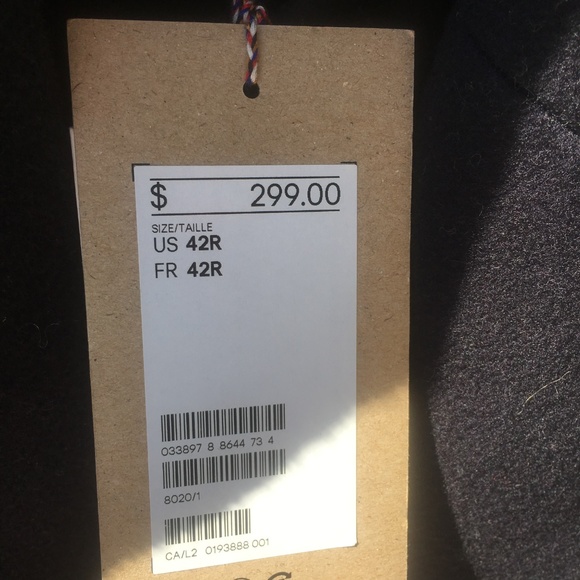 $ 299.00
SIZE/TAILLE
US 42R
FR 42R
033897 8 8644 73 4
8020/1
CA/L2 0193888 001